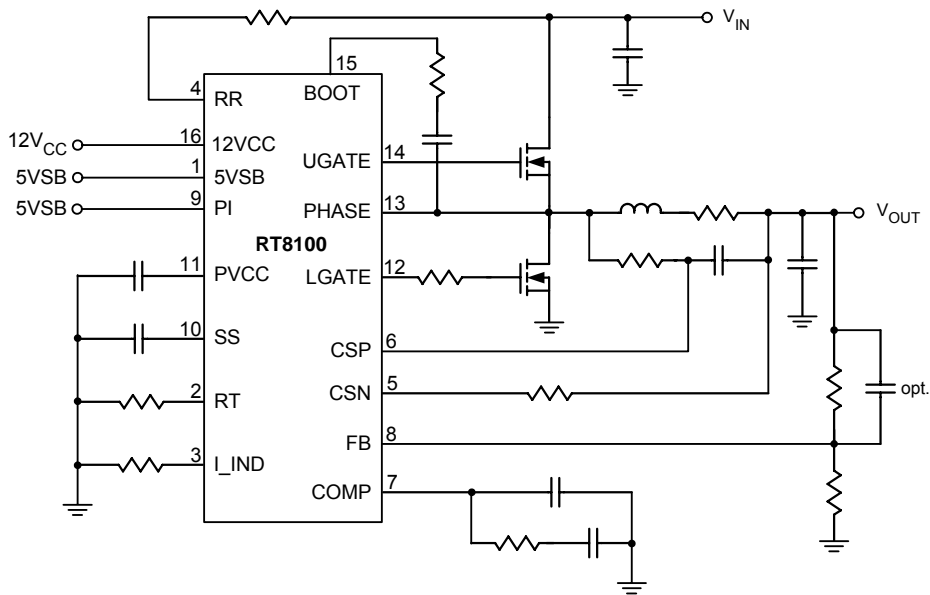 V_IN
15
BOOT
4
RR
12V_CC
16
12VCC
UGATE
14
5VSB
1
5VSB
5VSB
9
PI
PHASE
13
V_OUT
RT8100
11
PVCC
LGATE
12
10
SS
CSP
6
2
RT
CSN
5
opt.
FB
8
3
I_IND
COMP
7